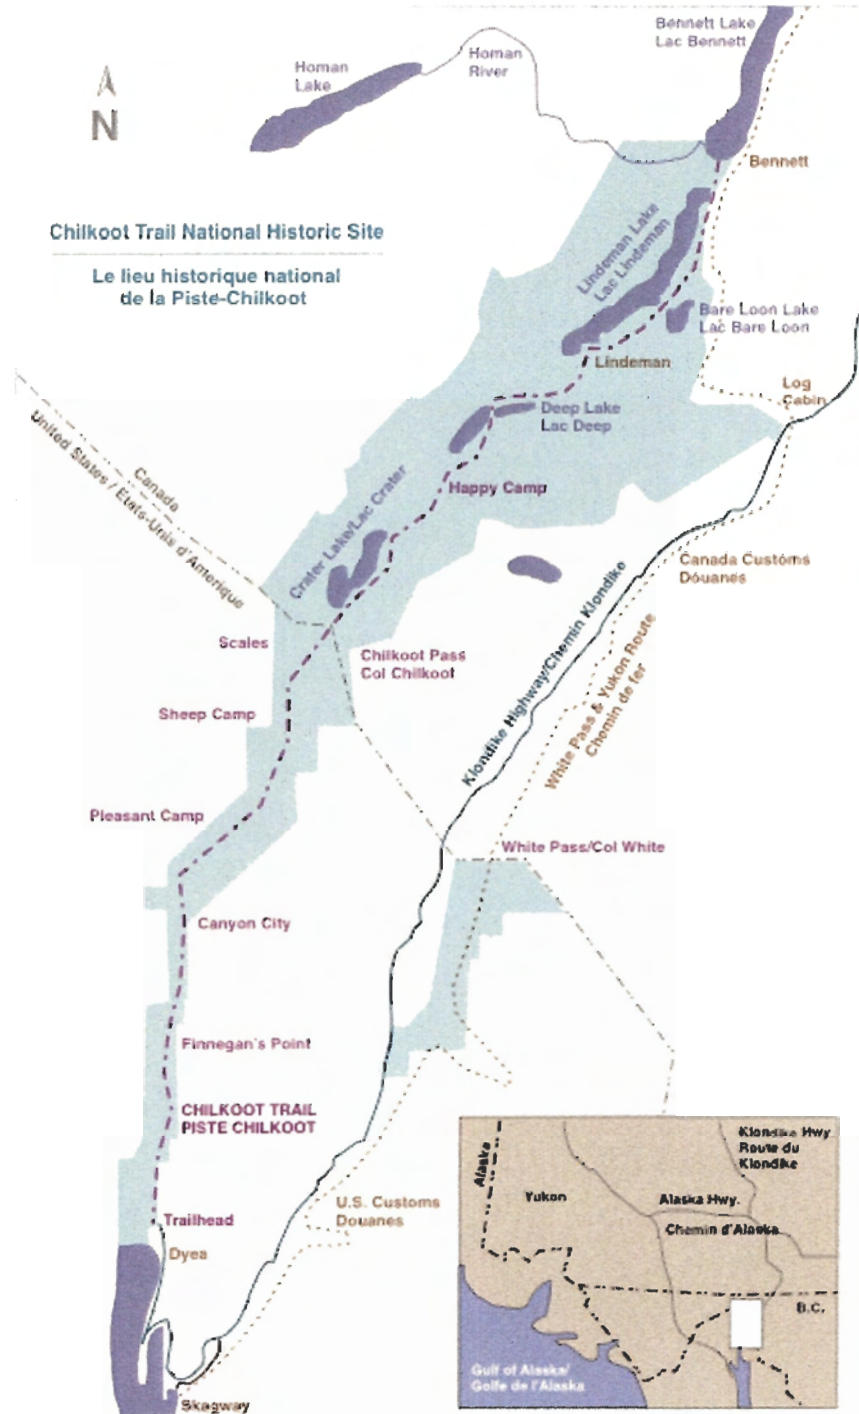 Bennett Lake
Lac Bennett
Homan
River
Homan
Lake
N
Bennett
Chilkoot Trail National Historic Site
Le lieu historique national
de la Piste-Chilkoot
Lindeman Lake
Lac Lindeman
Bare Loon Lake
Lac Bare Loon
Lindeman
Log
Cabin
Deep Lake
Lac Deep
Canada
United States / Etats-Unis d'Amerique
Happy Camp
Crater Lake/Lac Crater
Canada Customs
Douanes
Scales
Chilkoot Pass
Col Chilkoot
Sheep Camp
Klondike Highway/Chemin Klondike
White Pass & Yukon Route
Chemin de fer
Pleasant Camp
White Pass/Col White
Canyon City
Finnegan's Point
CHILKOOT TRAIL
PISTE CHILKOOT
U.S. Customs
Douanes
Trailhead
Dyea
Skagway
Klondike Hwy
Route du
Klondike
Alaska
Yukon
Alaska Hwy.
Chemin d'Alaska
B.C.
Gulf of Alaska/
Golfe de l'Alaska